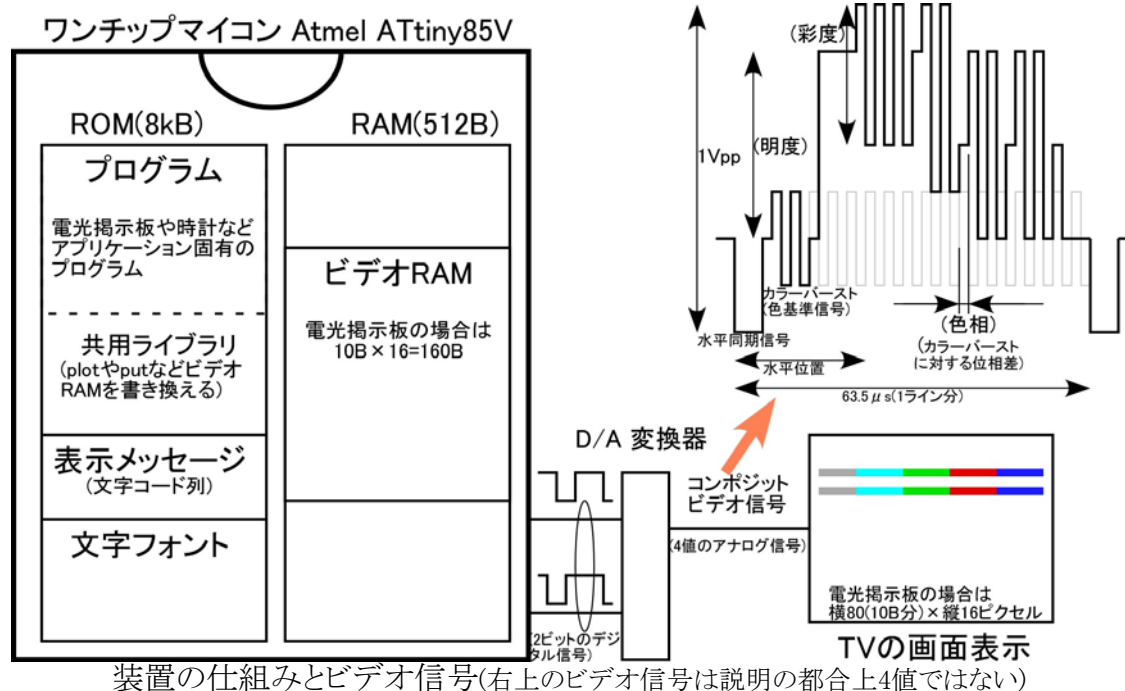 ワンチップマイコン Atmel ATtiny85V
ROM(8kB)
プログラム
電光掲示板や時計など
アプリケーション固有の
プログラム
共用ライブラリ
(plotやputなどビデオ
RAMを書き換える)
表示メッセージ
(文字コード列)
文字フォント
RAM(512B)
ビデオRAM
電光掲示板の場合は
10B×16=160B
(彩度)
1Vpp
(明度)
カラーバースト
(色基準信号)
水平同期信号
水平位置
(色相)
(カラーバースト
に対する位相差)
63.5μs(1ライン分)
D/A 変換器
(2ビットのデジ
タル信号)
コンポジット
ビデオ信号
(4値のアナログ信号)
電光掲示板の場合は
横80(10B分)×縦16ピクセル
TVの画面表示
装置の仕組みとビデオ信号(右上のビデオ信号は説明の都合上4値ではない)